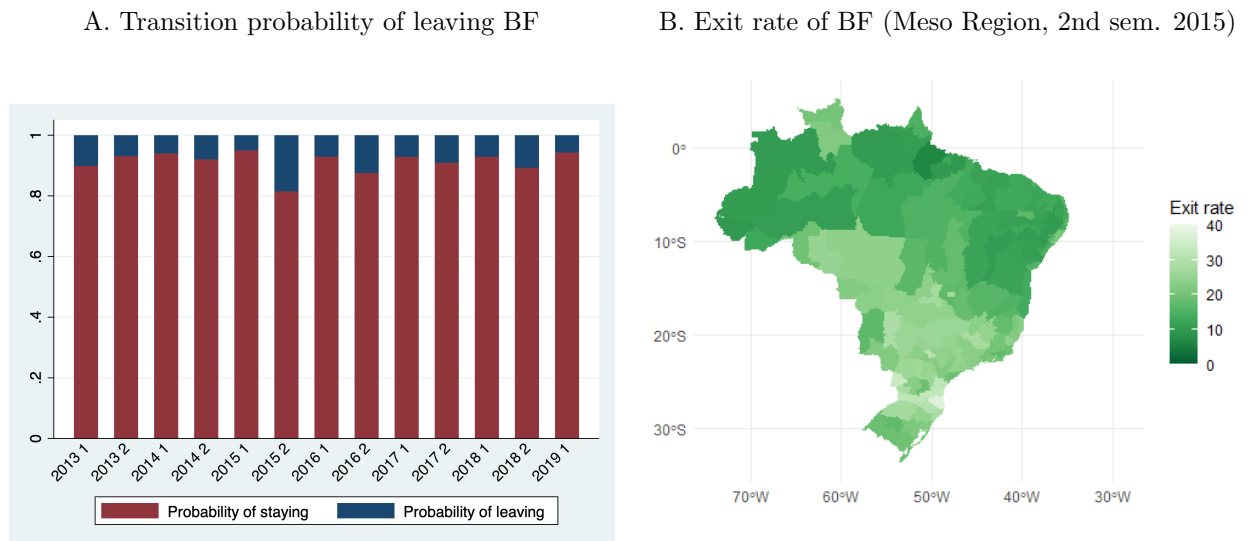 A. Transition probability of leaving BF
0
.2
.4
.6
.8
1
2013 1
2013 2
2014 1
2014 2
2015 1
2015 2
2016 1
2016 2
2017 1
2017 2
2018 1
2018 2
2019 1
Probability of staying
Probability of leaving
B. Exit rate of BF (Meso Region, 2nd sem. 2015)
0°
10°S
20°S
30°S
70°W
60°W
50°W
40°W
30°W
Exit rate
40
30
20
10
0